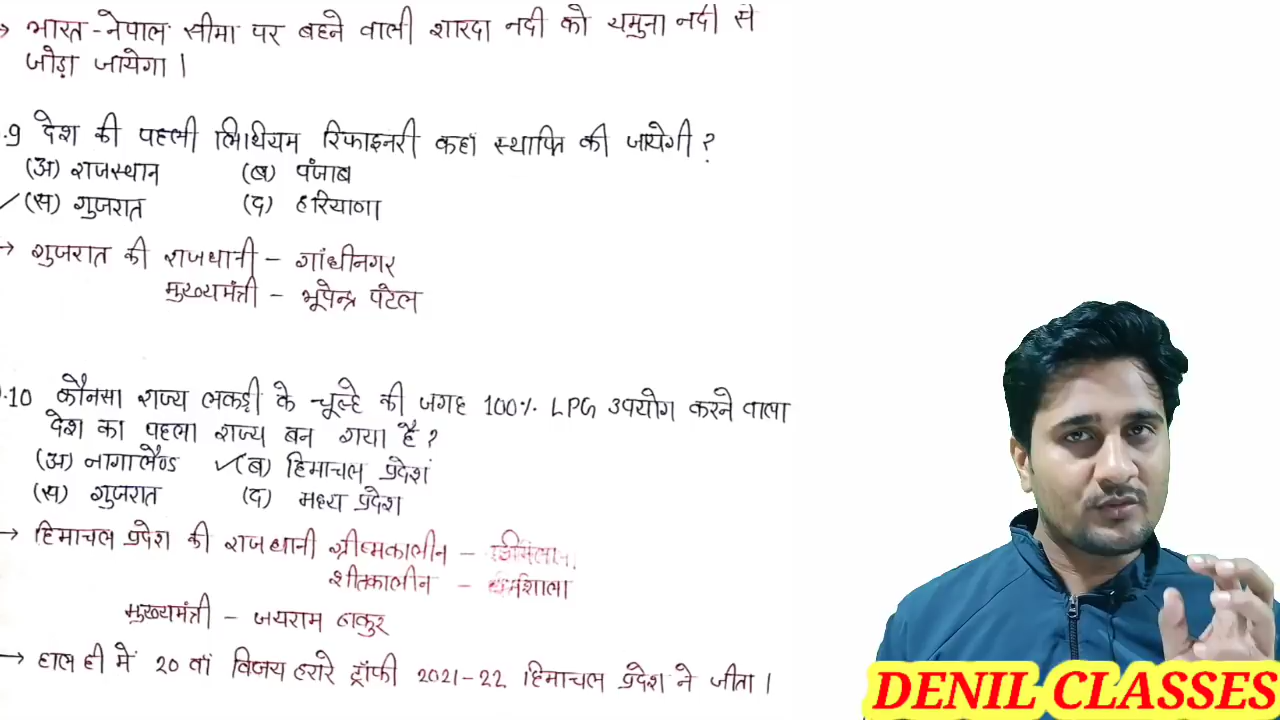 → भारत-नेपाल सीमा पर बहने वाली शारदा नदी को यमुना नदी से
जोड़ा जायेगा।
.9 देश की पहली लिथियम रिफाइनरी कहाँ स्थापित की जायेगी?
(अ) राजस्थान (ब) पंजाब
✓(स) गुजरात (द) हरियाणा
→ गुजरात की राजधानी - गांधीनगर
मुख्यमंत्री - भूपेन्द्र पटेल
.10 कौनसा राज्य लकड़ी के चूल्हे की जगह 100% LPG उपयोग करने वाला
देश का पहला राज्य बन गया है?
(अ) नागालैण्ड ✓(ब) हिमाचल प्रदेश
(स) गुजरात (द) मध्य प्रदेश
→ हिमाचल प्रदेश की राजधानी ग्रीष्मकालीन -
शीतकालीन - धर्मशाला
मुख्यमंत्री - जयराम ठाकुर
→ हाल ही में 20 वां विजय हजारे ट्रॉफी 2021-22 हिमाचल प्रदेश ने जीता।
DENIL CLASSES